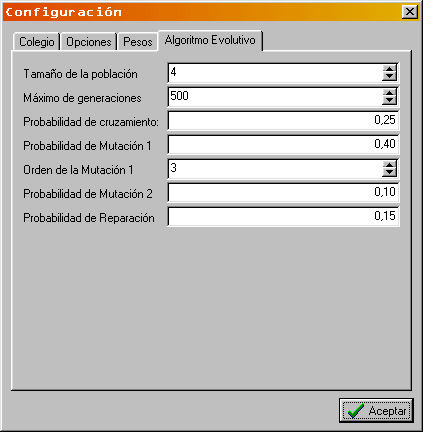 Configuración
Colegio Opciones Pesos Algoritmo Evolutivo
Tamaño de la población 4
Máximo de generaciones 500
Probabilidad de cruzamiento: 0,25
Probabilidad de Mutación 1 0,40
Orden de la Mutación 1 3
Probabilidad de Mutación 2 0,10
Probabilidad de Reparación 0,15
Aceptar